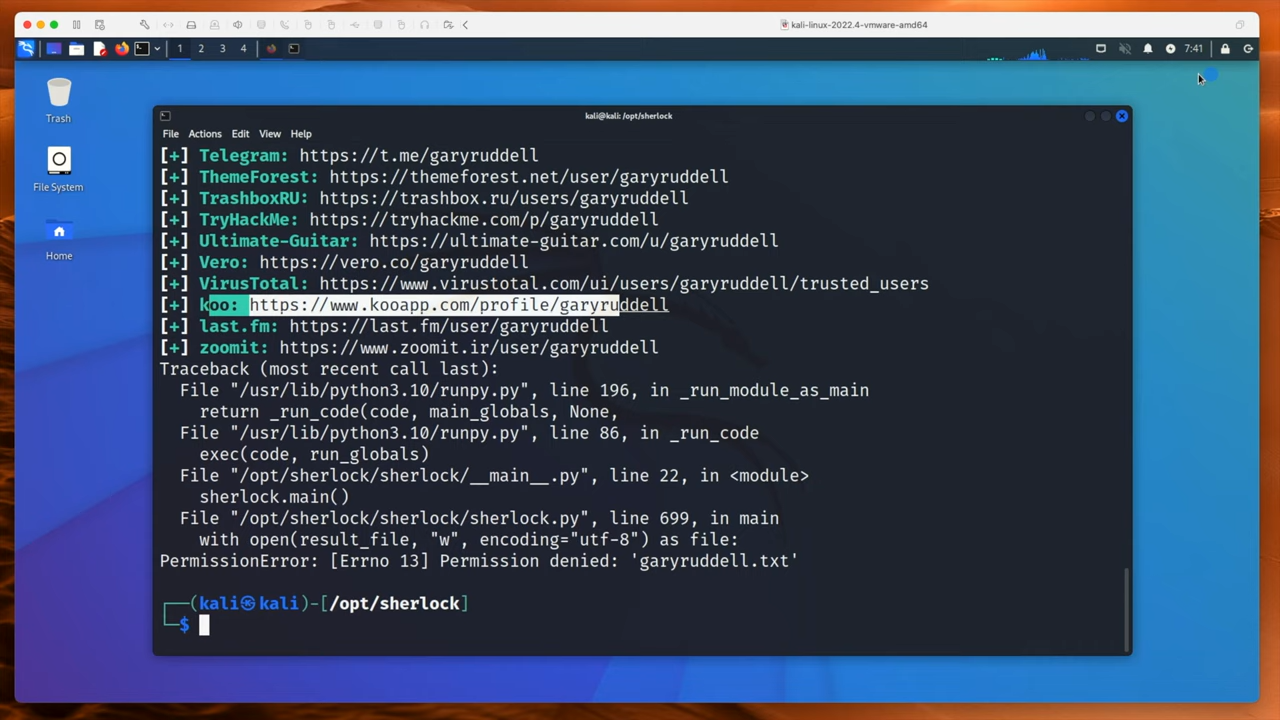 kali-linux-2022.4-vmware-amd64
1 2 3 4
7:41
Trash
File System
Home
kali@kali: /opt/sherlock
File Actions Edit View Help
[+] Telegram: https://t.me/garyruddell
[+] ThemeForest: https://themeforest.net/user/garyruddell
[+] TrashboxRU: https://trashbox.ru/users/garyruddell
[+] TryHackMe: https://tryhackme.com/p/garyruddell
[+] Ultimate-Guitar: https://ultimate-guitar.com/u/garyruddell
[+] Vero: https://vero.co/garyruddell
[+] VirusTotal: https://www.virustotal.com/ui/users/garyruddell/trusted_users
[+] koo: https://www.kooapp.com/profile/garyruddell
[+] last.fm: https://last.fm/user/garyruddell
[+] zoomit: https://www.zoomit.ir/user/garyruddell
Traceback (most recent call last):
File "/usr/lib/python3.10/runpy.py", line 196, in _run_module_as_main
return _run_code(code, main_globals, None,
File "/usr/lib/python3.10/runpy.py", line 86, in _run_code
exec(code, run_globals)
File "/opt/sherlock/sherlock/__main__.py", line 22, in <module>
sherlock.main()
File "/opt/sherlock/sherlock/sherlock.py", line 699, in main
with open(result_file, "w", encoding="utf-8") as file:
PermissionError: [Errno 13] Permission denied: 'garyruddell.txt'
┌──(kali㉿kali)-[/opt/sherlock]
└─$